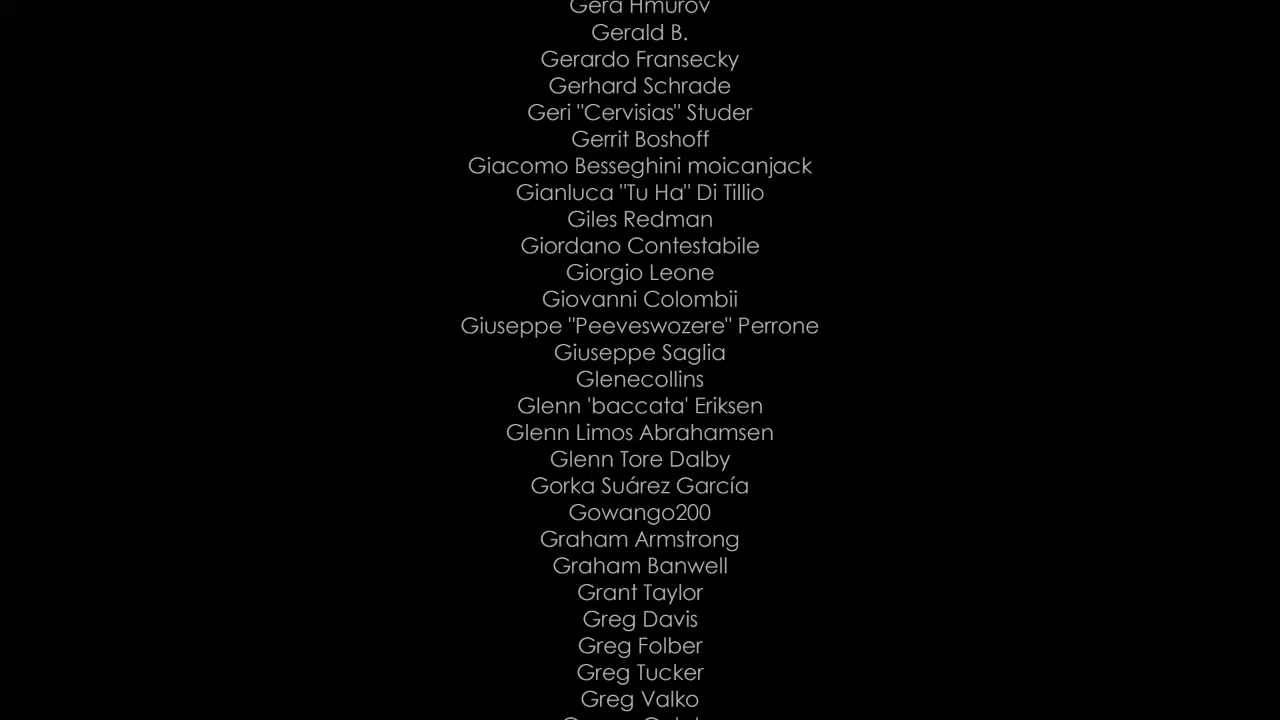 Gera Hmurov
Gerald B.
Gerardo Fransecky
Gerhard Schrade
Geri "Cervisias" Studer
Gerrit Boshoff
Giacomo Besseghini moicanjack
Gianluca "Tu Ha" Di Tillio
Giles Redman
Giordano Contestabile
Giorgio Leone
Giovanni Colombii
Giuseppe "Peeveswozere" Perrone
Giuseppe Saglia
Glenecollins
Glenn 'baccata' Eriksen
Glenn Limos Abrahamsen
Glenn Tore Dalby
Gorka Suárez García
Gowango200
Graham Armstrong
Graham Banwell
Grant Taylor
Greg Davis
Greg Folber
Greg Tucker
Greg Valko